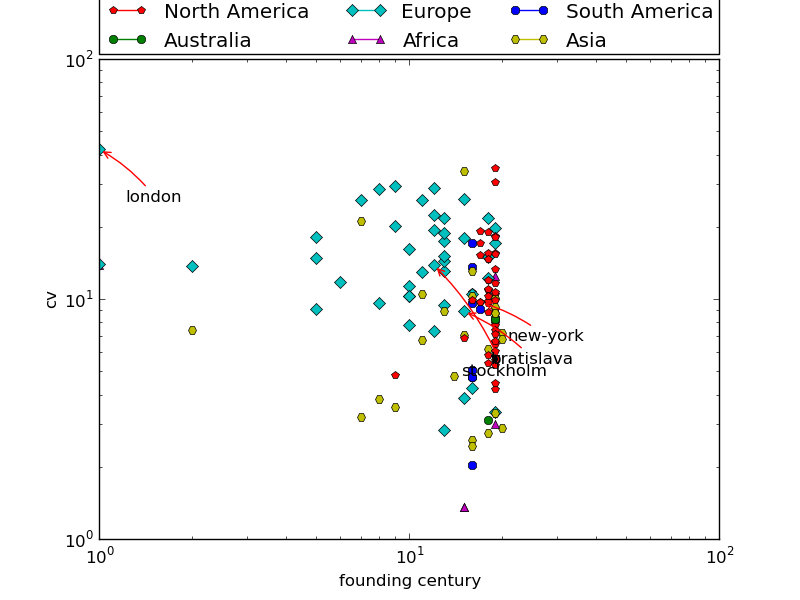 North America Europe South America
Australia Africa Asia
10²
london
cv
10¹
new-york
bratislava
stockholm
10⁰
10⁰ 10¹ 10²
founding century